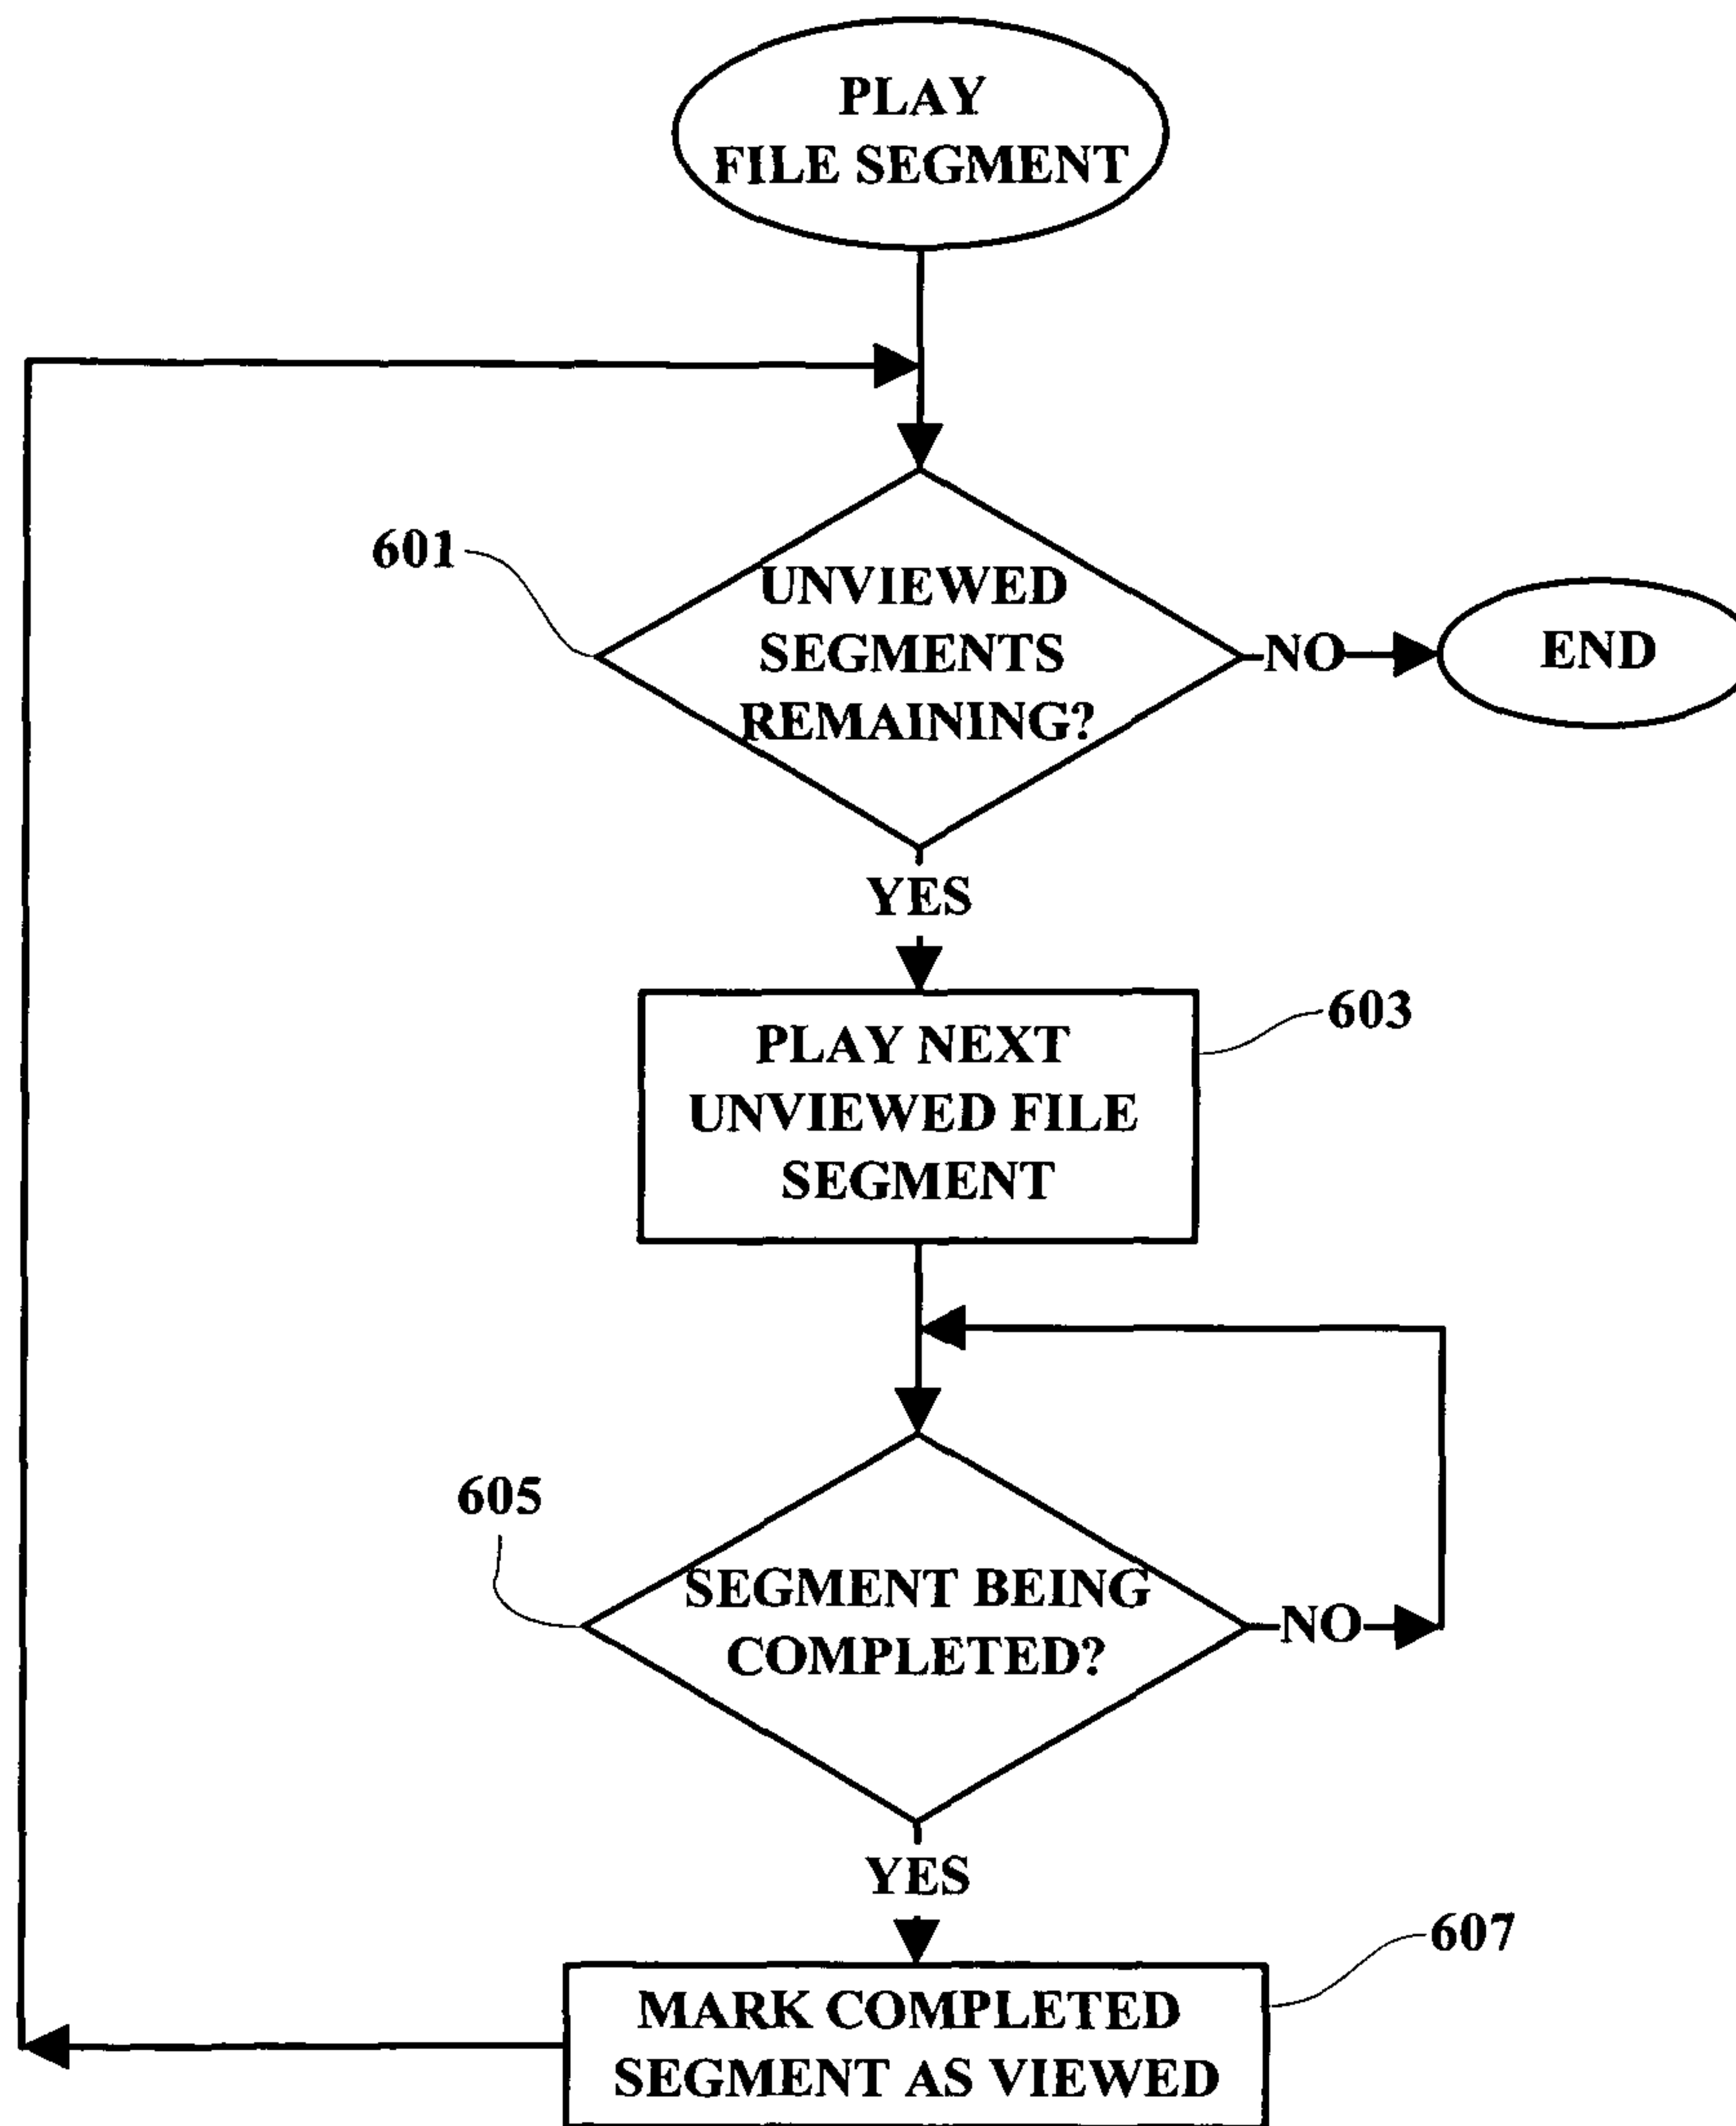 PLAY
FILE SEGMENT
601
UNVIEWED
SEGMENTS
REMAINING?
NO
END
YES
603
PLAY NEXT
UNVIEWED FILE
SEGMENT
605
SEGMENT BEING
COMPLETED?
NO
YES
607
MARK COMPLETED
SEGMENT AS VIEWED